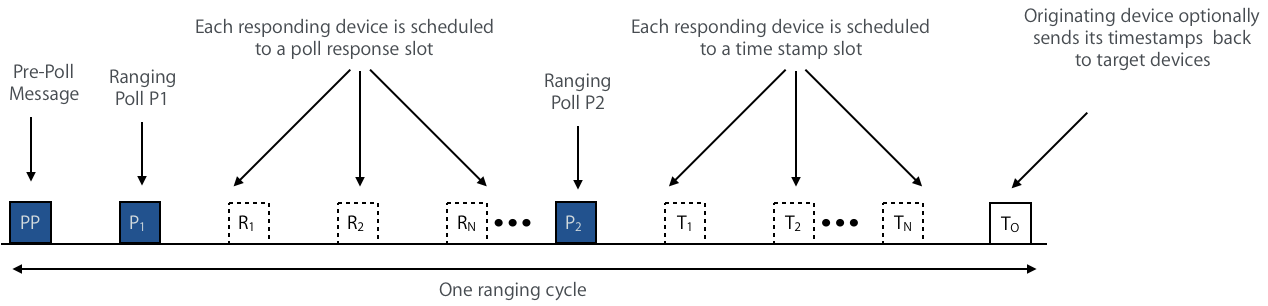 Each responding device is scheduled
to a poll response slot
Each responding device is scheduled
to a time stamp slot
Originating device optionally
sends its timestamps back
to target devices
Pre-Poll
Message
Ranging
Poll P1
Ranging
Poll P2
PP P1 R1 R2 RN ●●● P2 T1 T2 ●●● TN TO
One ranging cycle